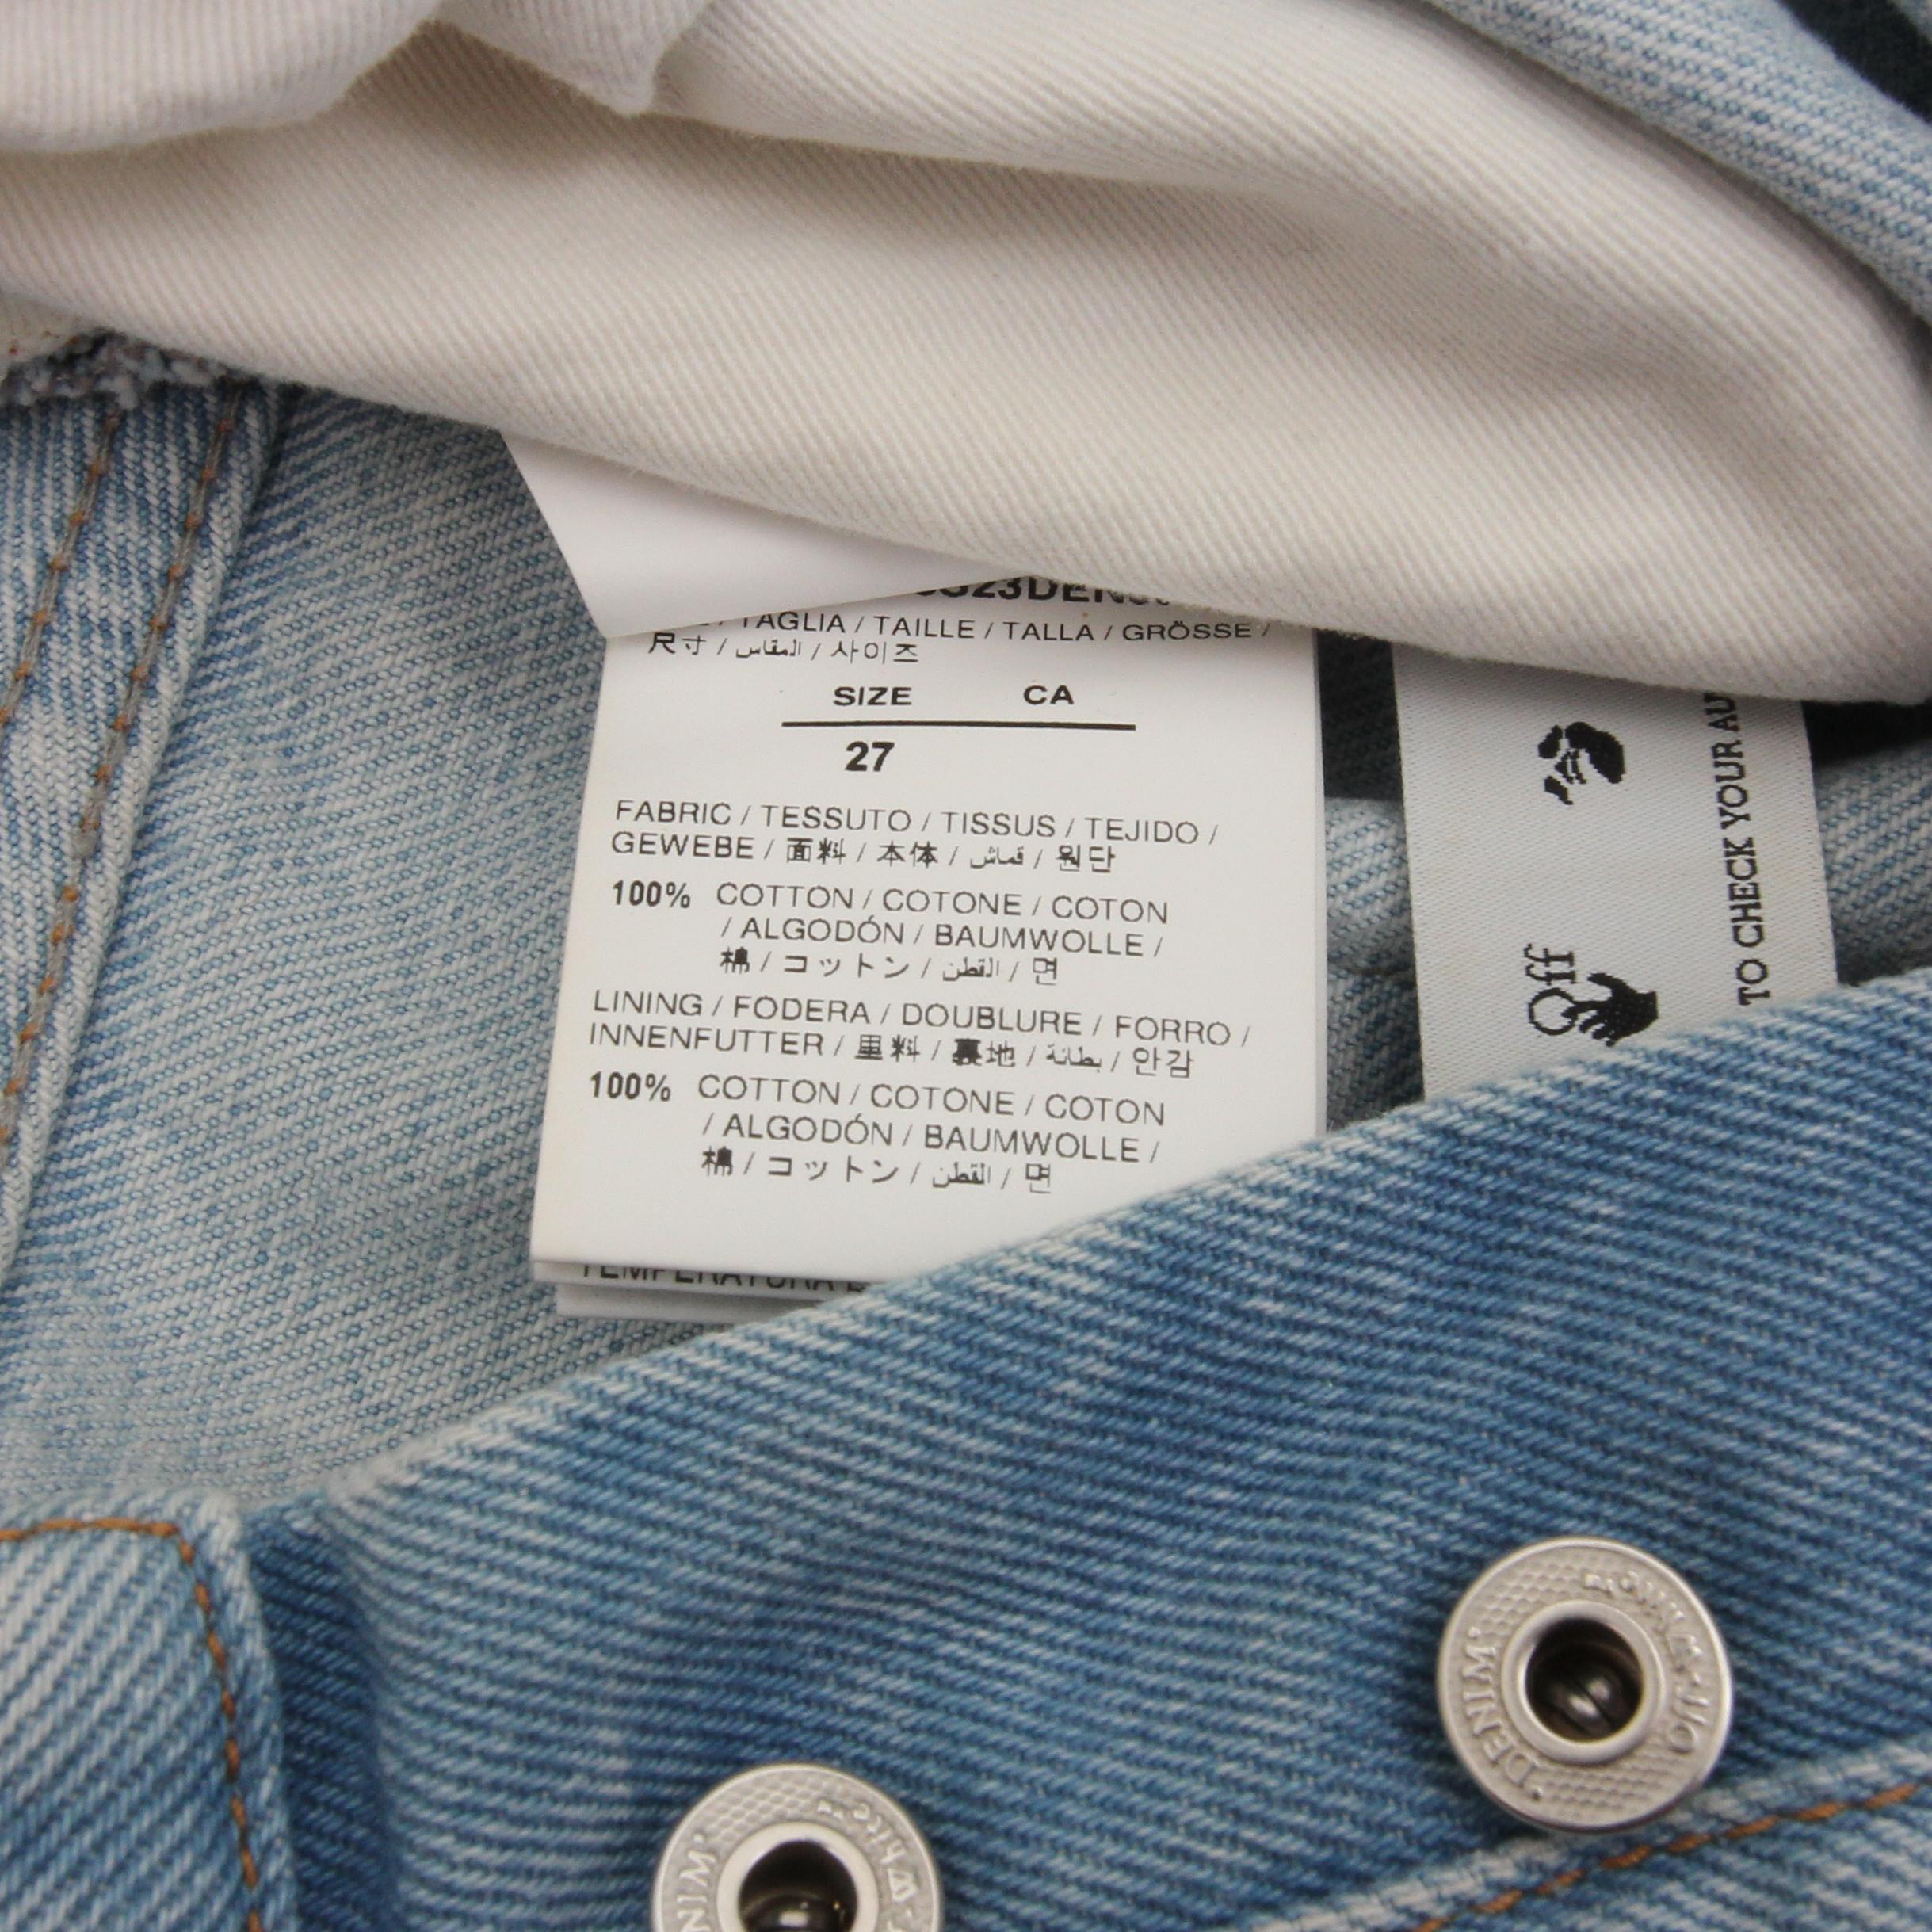 TAGLIA / TAILLE / TALLA / GRÖSSE /
尺寸 / المقاس / 사이즈
SIZE CA
27
FABRIC / TESSUTO / TISSUS / TEJIDO /
GEWEBE / 面料 / 本体 / قماش / 원단
100% COTTON / COTONE / COTON
/ ALGODÓN / BAUMWOLLE /
棉 / コットン / القطن / 면
LINING / FODERA / DOUBLURE / FORRO /
INNENFUTTER / 里料 / 裏地 / بطانة / 안감
100% COTTON / COTONE / COTON
/ ALGODÓN / BAUMWOLLE /
棉 / コットン / القطن / 면
TEMPERATURA
Off
TO CHECK YOUR
"DENIM" Off-White™